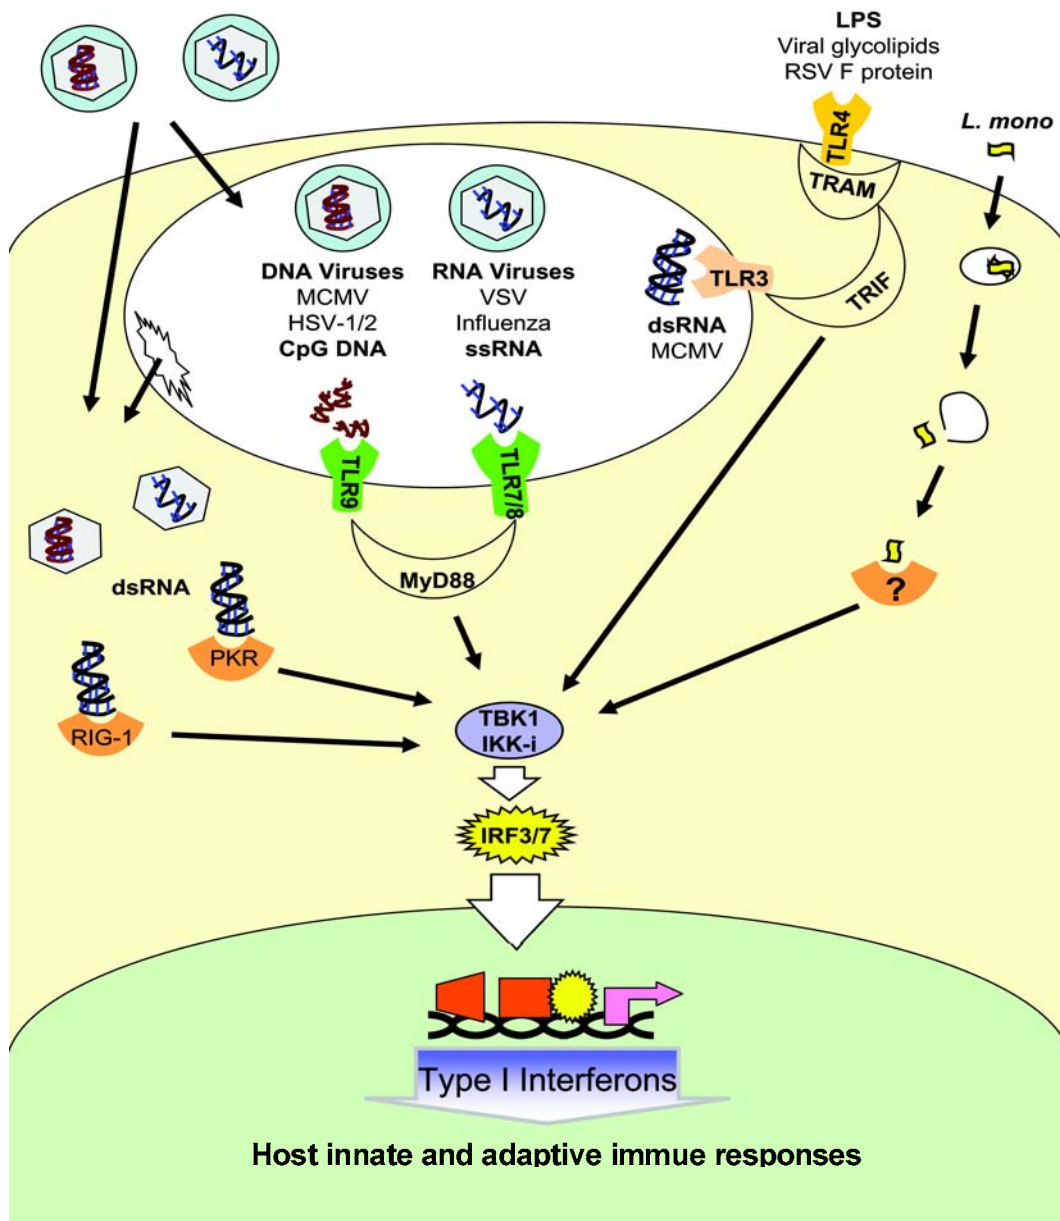 LPS
Viral glycolipids
RSV F protein
TLR4
L. mono
TRAM
DNA Viruses
MCMV
HSV-1/2
CpG DNA
RNA Viruses
VSV
Influenza
ssRNA
TLR3
dsRNA
MCMV
TRIF
TLR9
TLR7/8
MyD88
?
dsRNA
PKR
RIG-1
TBK1
IKK-i
IRF3/7
Type I Interferons
Host innate and adaptive immue responses